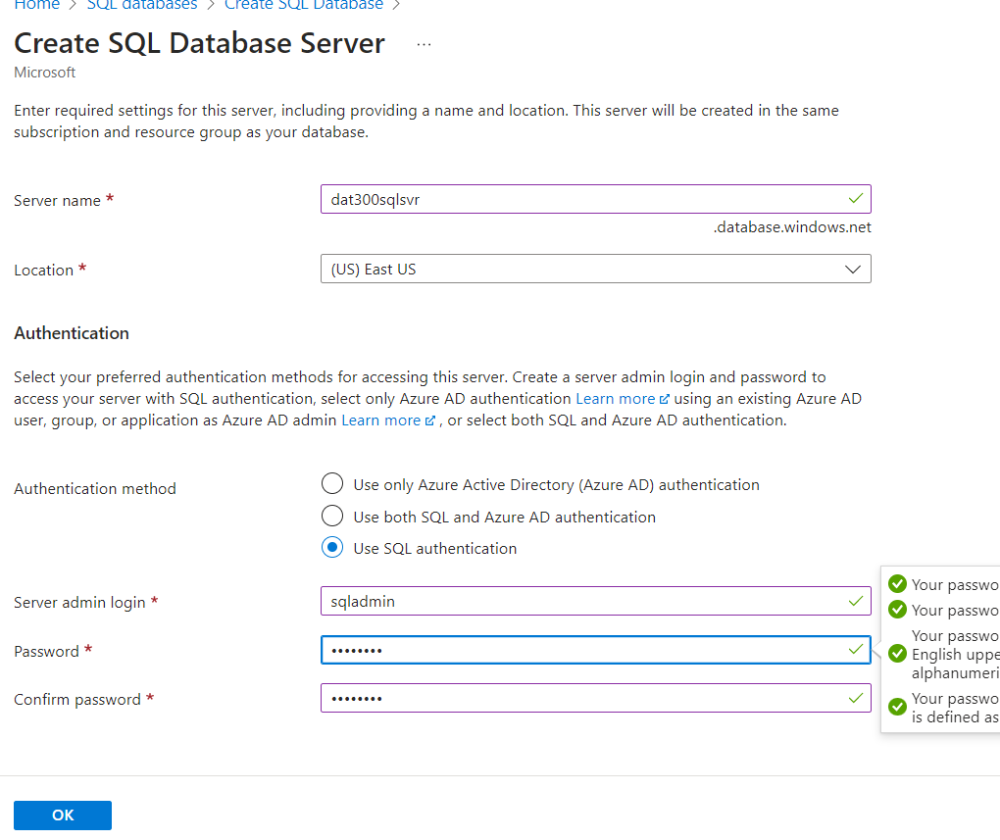 Home > SQL databases > Create SQL Database >
Create SQL Database Server ...
Microsoft
Enter required settings for this server, including providing a name and location. This server will be created in the same
subscription and resource group as your database.
Server name *
dat300sqlsvr
.database.windows.net
Location *
(US) East US
Authentication
Select your preferred authentication methods for accessing this server. Create a server admin login and password to
access your server with SQL authentication, select only Azure AD authentication Learn more using an existing Azure AD
user, group, or application as Azure AD admin Learn more , or select both SQL and Azure AD authentication.
Authentication method
Use only Azure Active Directory (Azure AD) authentication
Use both SQL and Azure AD authentication
Use SQL authentication
Server admin login *
sqladmin
Password *
••••••••
Confirm password *
••••••••
Your passwo
Your passwo
Your passwo
English uppe
alphanumeri
Your passwo
is defined as
OK